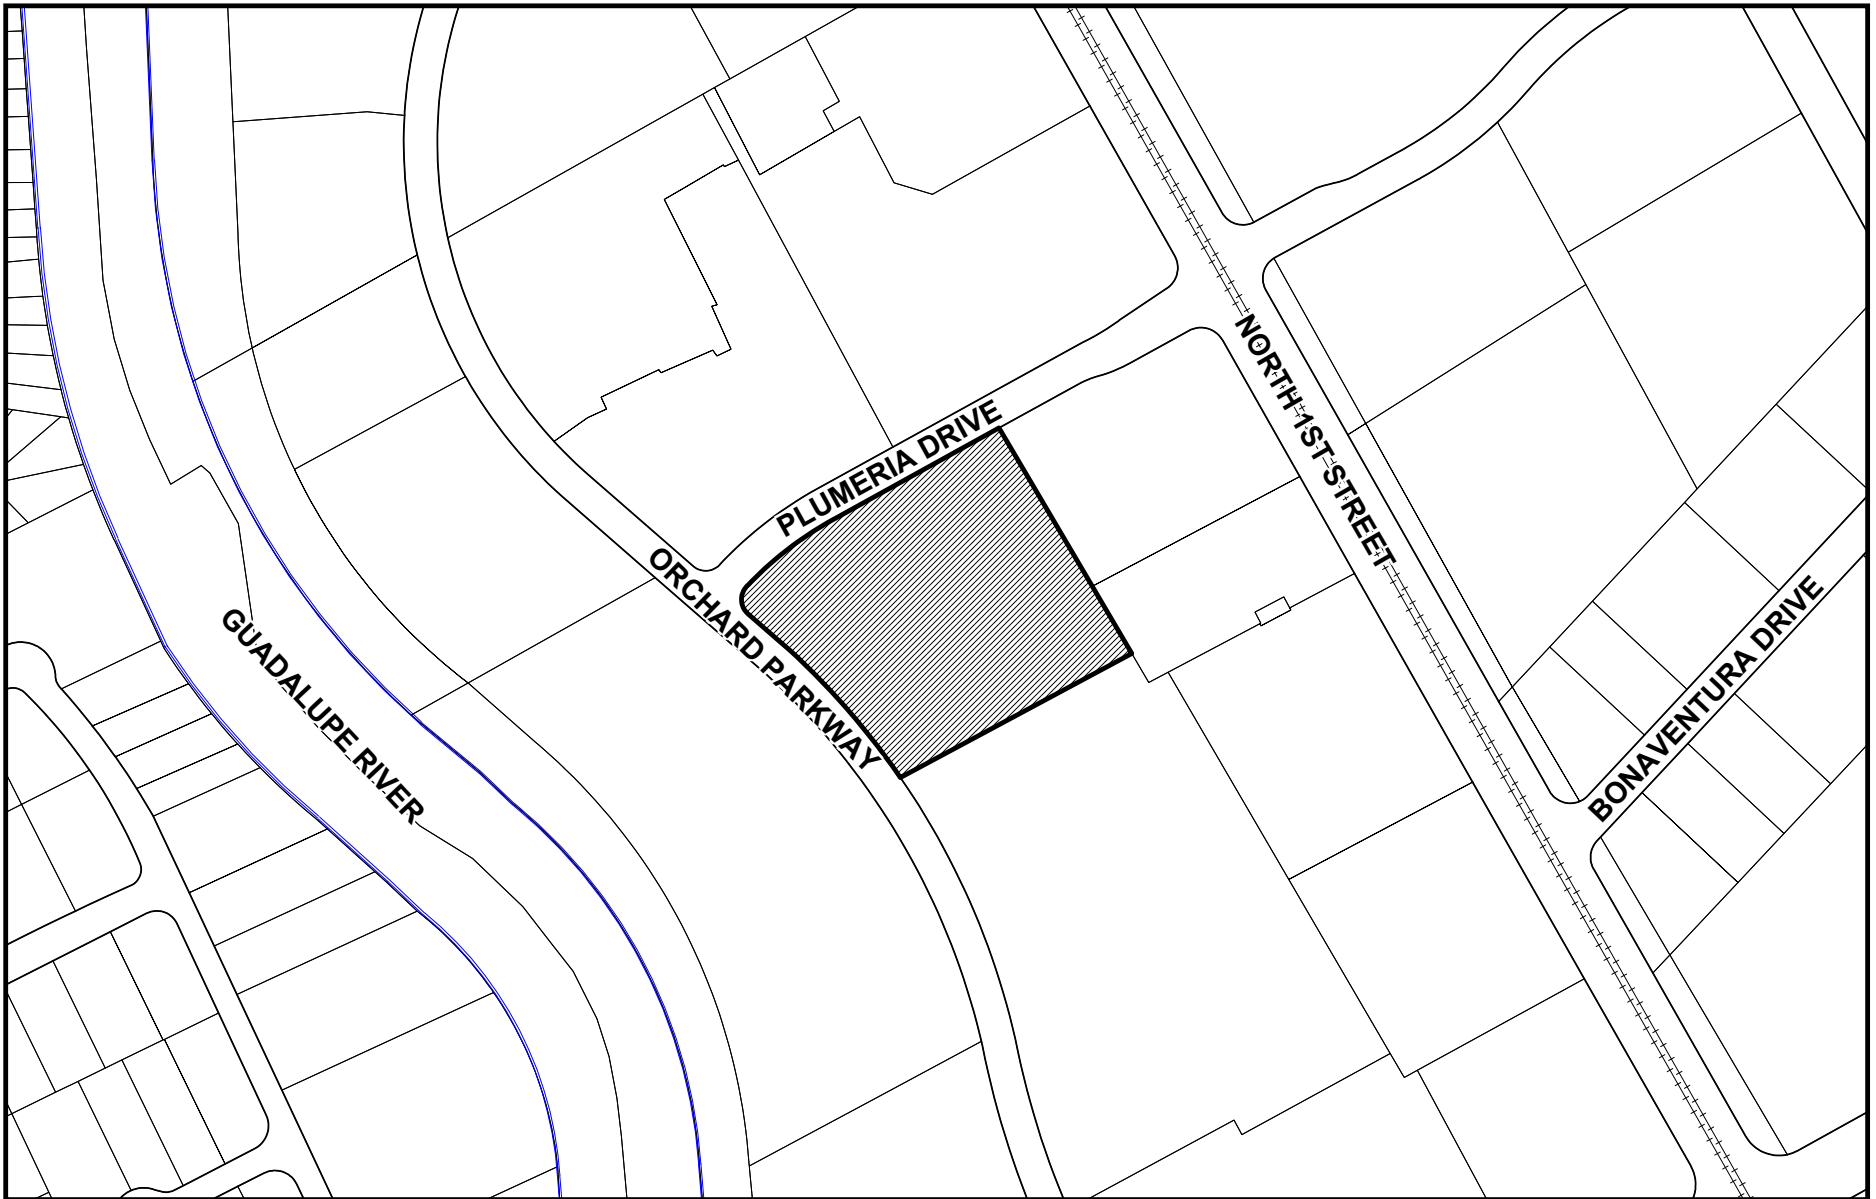 NORTH 1ST STREET
PLUMERIA DRIVE
ORCHARD PARKWAY
GUADALUPE RIVER
BONAVENTURA DRIVE